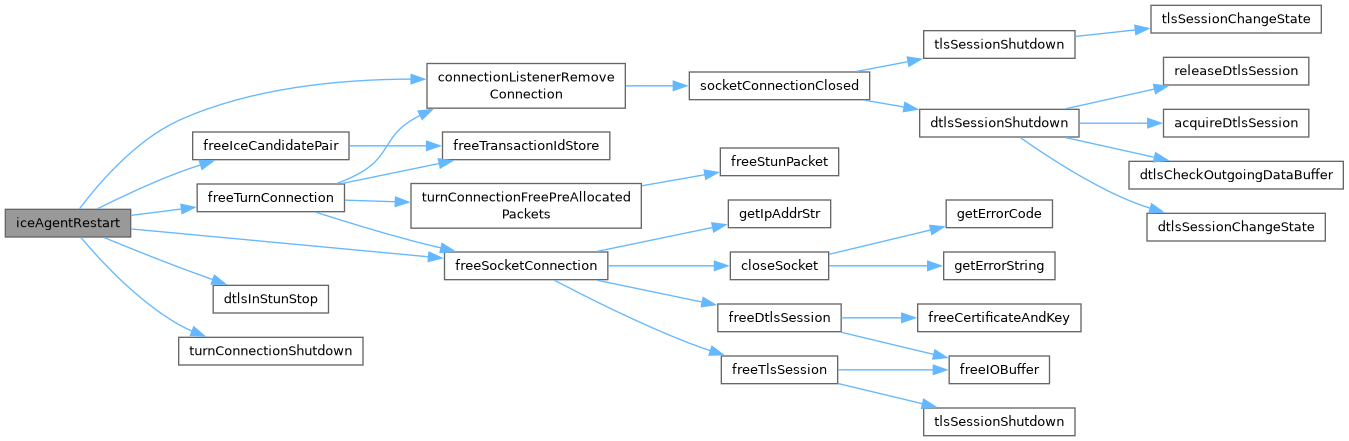 iceAgentRestart
connectionListenerRemove
Connection
freeIceCandidatePair
freeTurnConnection
dtlsInStunStop
turnConnectionShutdown
freeTransactionIdStore
turnConnectionFreePreAllocated
Packets
freeSocketConnection
socketConnectionClosed
freeStunPacket
getIpAddrStr
closeSocket
freeDtlsSession
freeTlsSession
tlsSessionShutdown
dtlsSessionShutdown
getErrorCode
getErrorString
freeCertificateAndKey
freeIOBuffer
tlsSessionShutdown
tlsSessionChangeState
releaseDtlsSession
acquireDtlsSession
dtlsCheckOutgoingDataBuffer
dtlsSessionChangeState